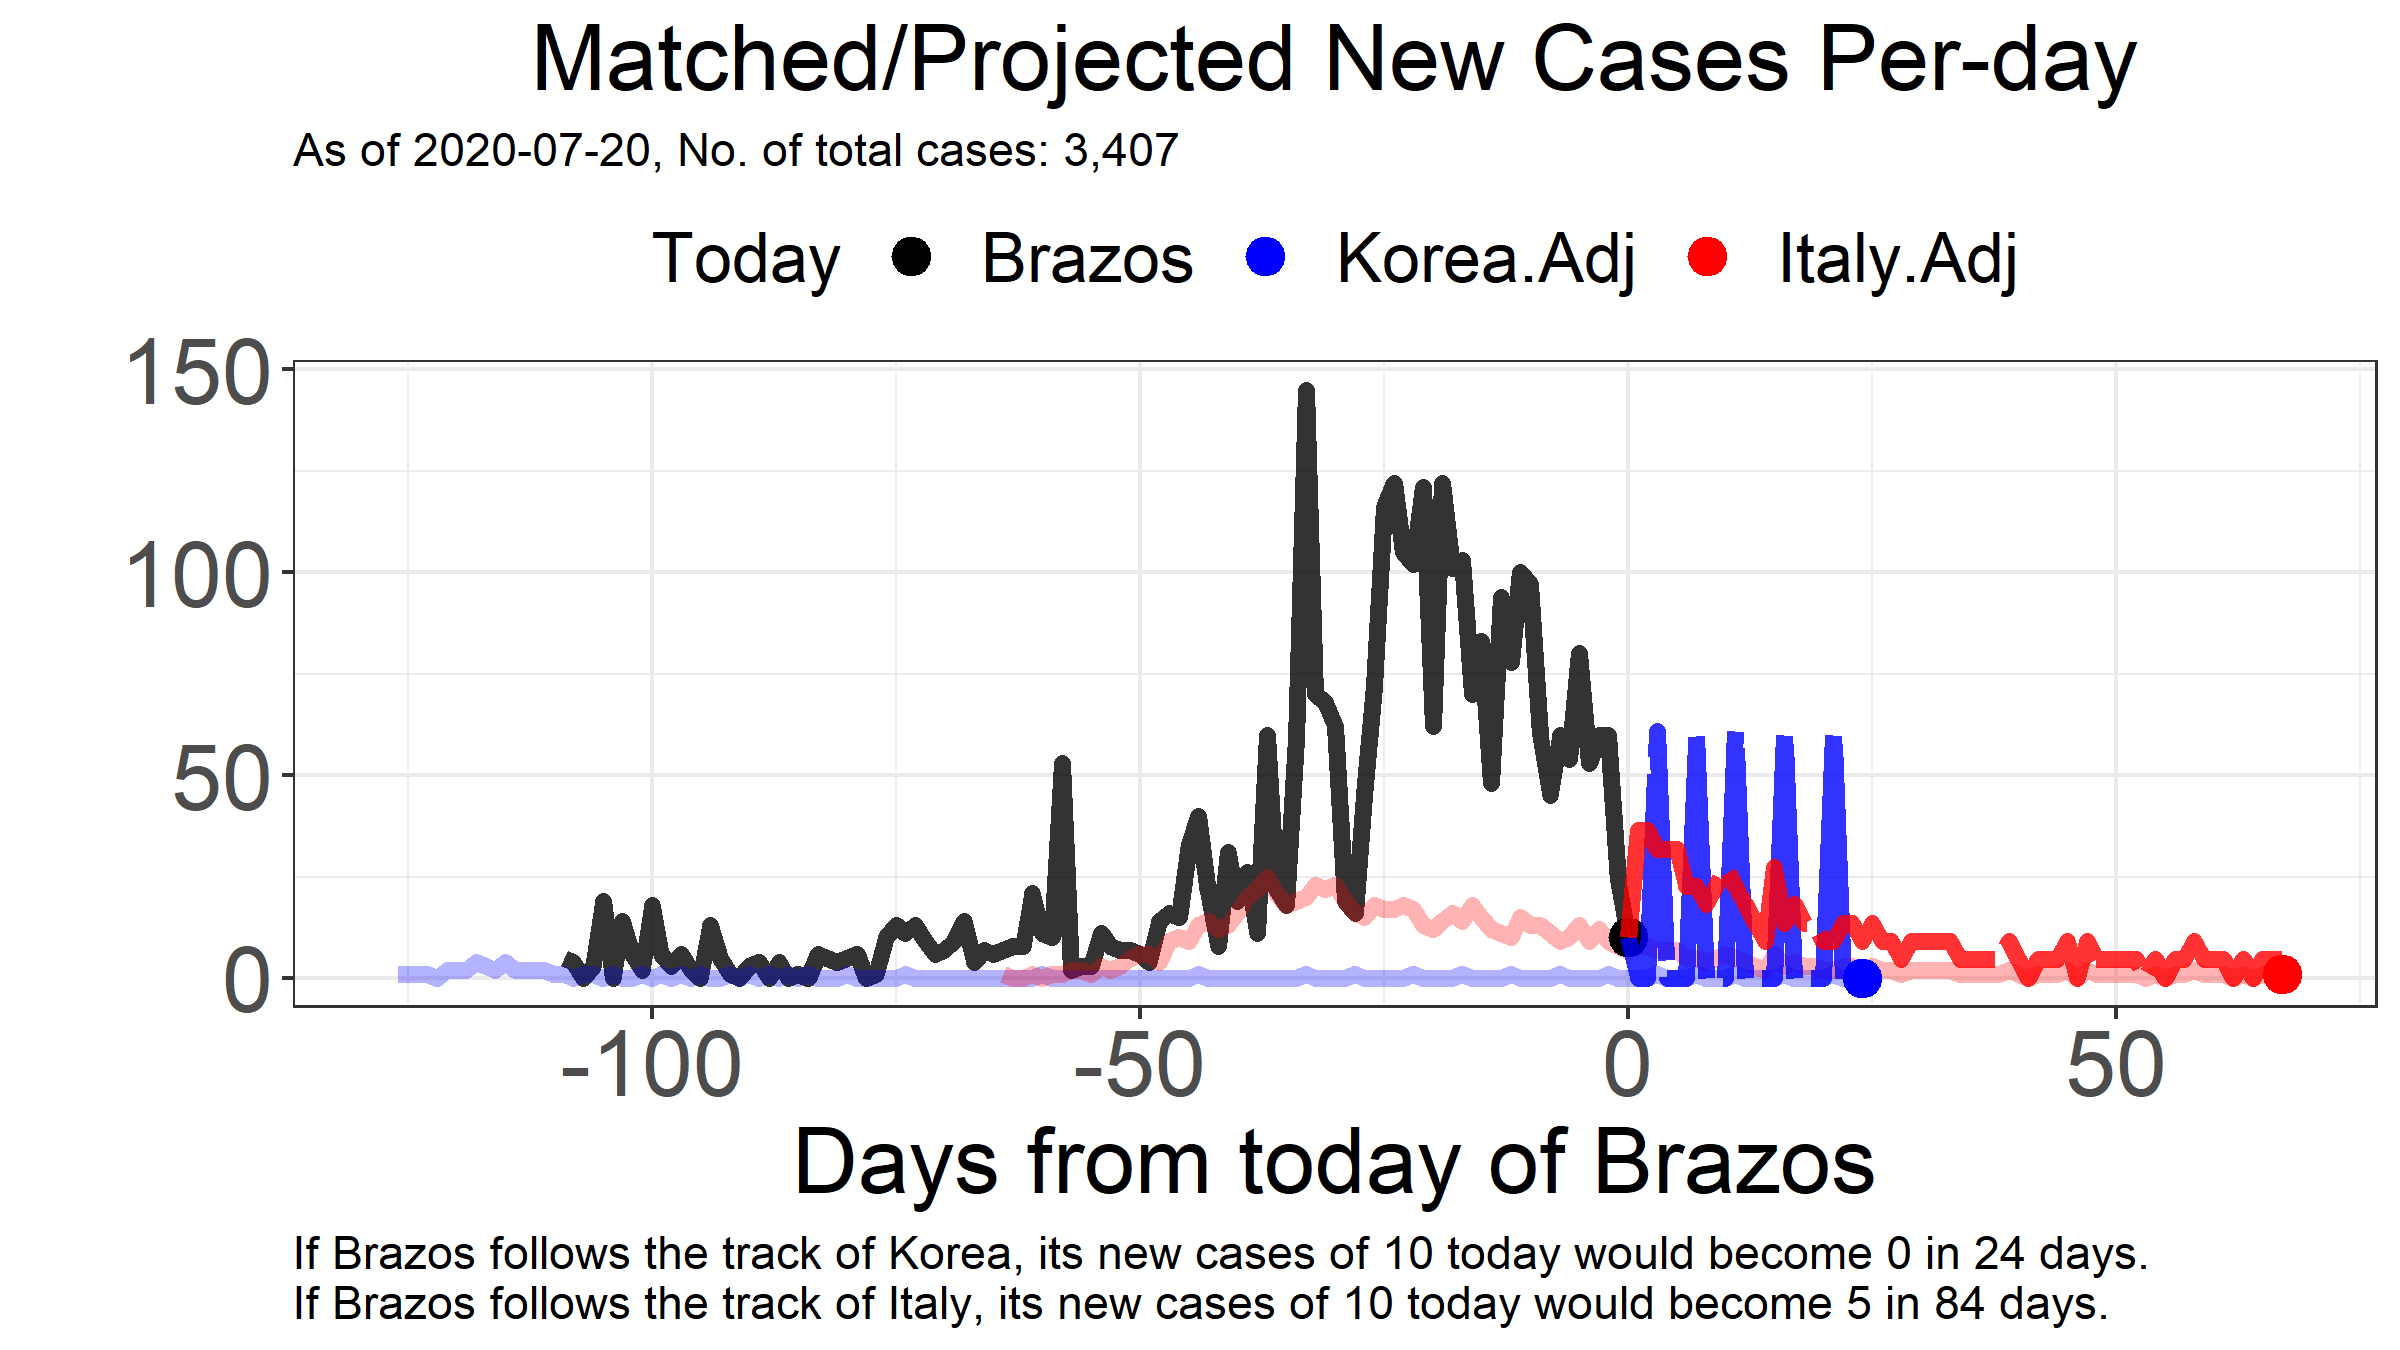 Matched/Projected New Cases Per-day
As of 2020-07-20, No. of total cases: 3,407
Today Brazos Korea.Adj Italy.Adj
150
100
50
0
-100 -50 0 50
Days from today of Brazos
If Brazos follows the track of Korea, its new cases of 10 today would become 0 in 24 days.
If Brazos follows the track of Italy, its new cases of 10 today would become 5 in 84 days.